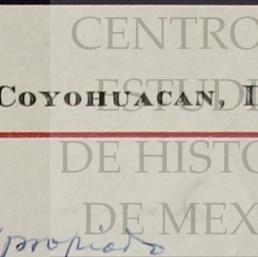 CENTRO
ESTUDI
COYOHUACAN,
DE HISTO
DE MEX